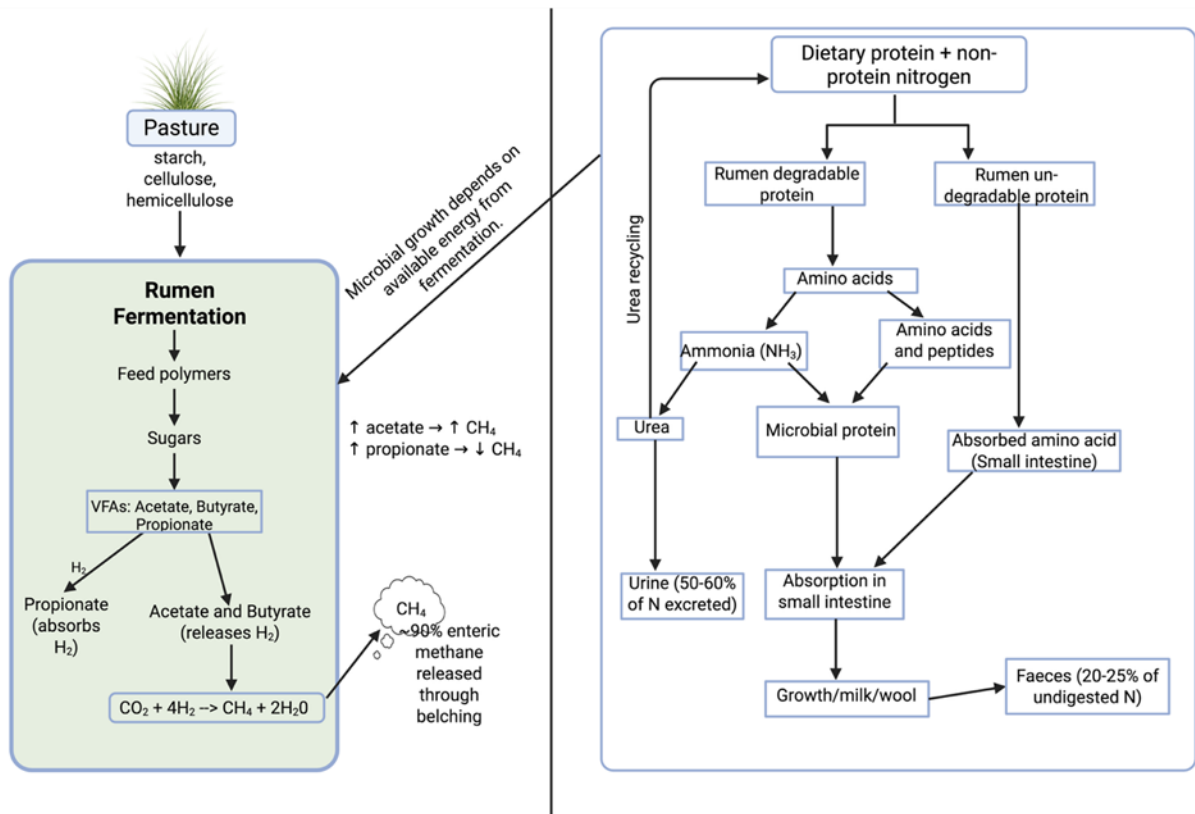 Pasture
starch,
cellulose,
hemicellulose
Rumen
Fermentation
Feed polymers
Sugars
VFAs: Acetate, Butyrate,
Propionate
H₂
Propionate
(absorbs
H₂)
Acetate and Butyrate
(releases H₂)
CO₂ + 4H₂ --> CH₄ + 2H₂0
CH₄
~90% enteric
methane
released
through
belching
↑ acetate → ↑ CH₄
↑ propionate → ↓ CH₄
Microbial growth depends on
available energy from
fermentation.
Dietary protein + non-
protein nitrogen
Rumen degradable
protein
Rumen un-
degradable protein
Urea recycling
Amino acids
Ammonia (NH₃)
Amino acids
and peptides
Urea
Microbial protein
Absorbed amino acid
(Small intestine)
Urine (50-60%
of N excreted)
Absorption in
small intestine
Growth/milk/wool
Faeces (20-25% of
undigested N)